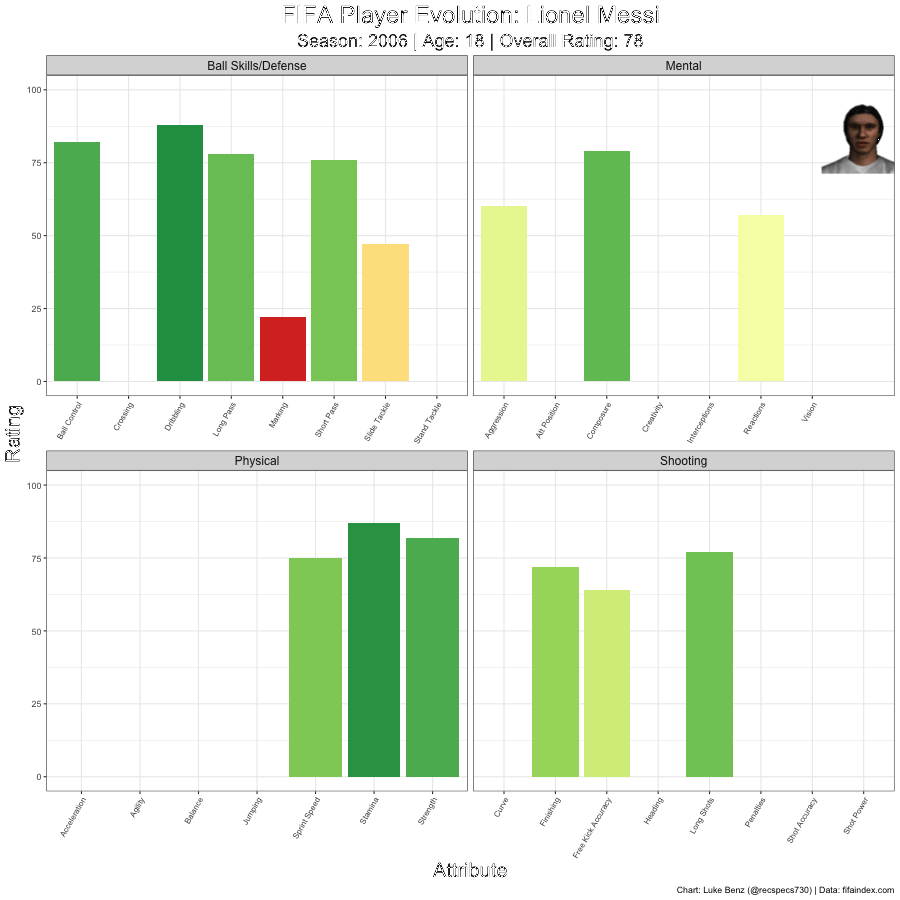 FIFA Player Evolution: Lionel Messi
Season: 2006 | Age: 18 | Overall Rating: 78
Ball Skills/Defense
Mental
100
75
50
25
0
Ball Control
Crossing
Dribbling
Long Pass
Marking
Short Pass
Slide Tackle
Stand Tackle
Aggression
Att Position
Composure
Creativity
Interceptions
Reactions
Vision
Rating
Physical
Shooting
100
75
50
25
0
Acceleration
Agility
Balance
Jumping
Sprint Speed
Stamina
Strength
Curve
Finishing
Free Kick Accuracy
Heading
Long Shots
Penalties
Shot Accuracy
Shot Power
Attribute
Chart: Luke Benz (@recspecs730) | Data: fifaindex.com